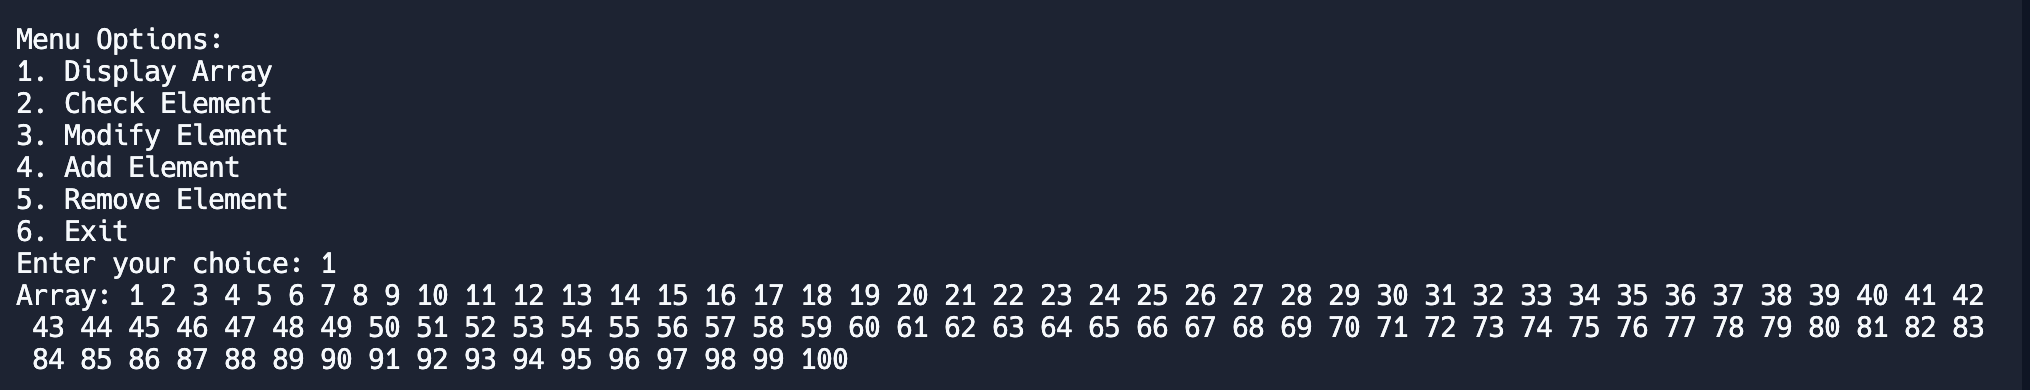 Menu Options:
1. Display Array
2. Check Element
3. Modify Element
4. Add Element
5. Remove Element
6. Exit
Enter your choice: 1
Array: 1 2 3 4 5 6 7 8 9 10 11 12 13 14 15 16 17 18 19 20 21 22 23 24 25 26 27 28 29 30 31 32 33 34 35 36 37 38 39 40 41 42
43 44 45 46 47 48 49 50 51 52 53 54 55 56 57 58 59 60 61 62 63 64 65 66 67 68 69 70 71 72 73 74 75 76 77 78 79 80 81 82 83
84 85 86 87 88 89 90 91 92 93 94 95 96 97 98 99 100